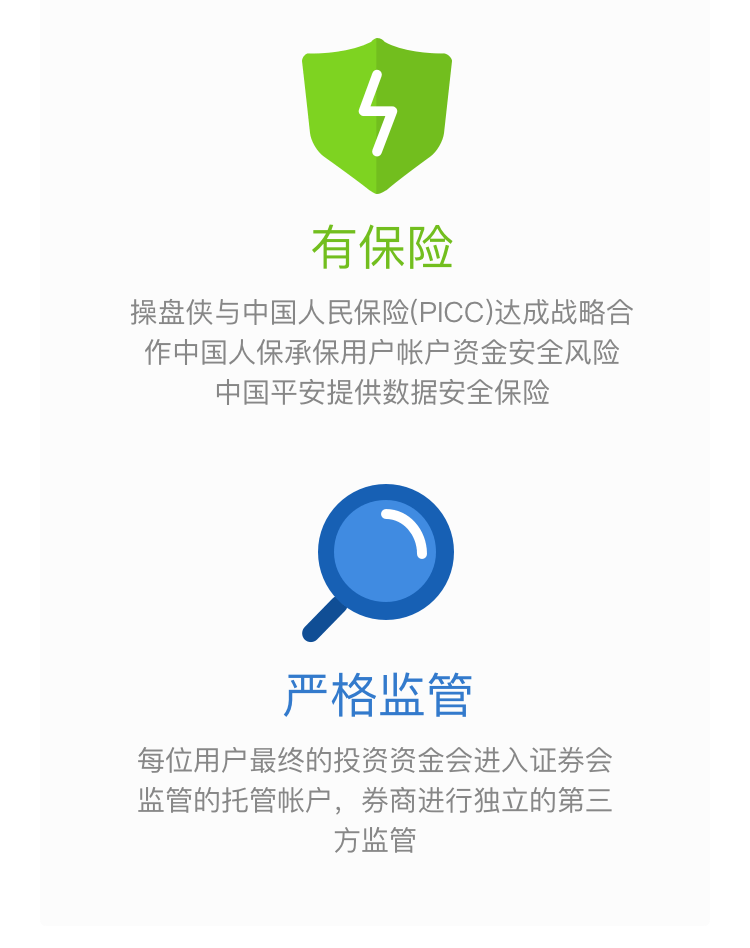 有保险
操盘侠与中国人民保险(PICC)达成战略合
作中国人保承保用户帐户资金安全风险
中国平安提供数据安全保险
严格监管
每位用户最终的投资资金会进入证券会
监管的托管帐户，券商进行独立的第三
方监管